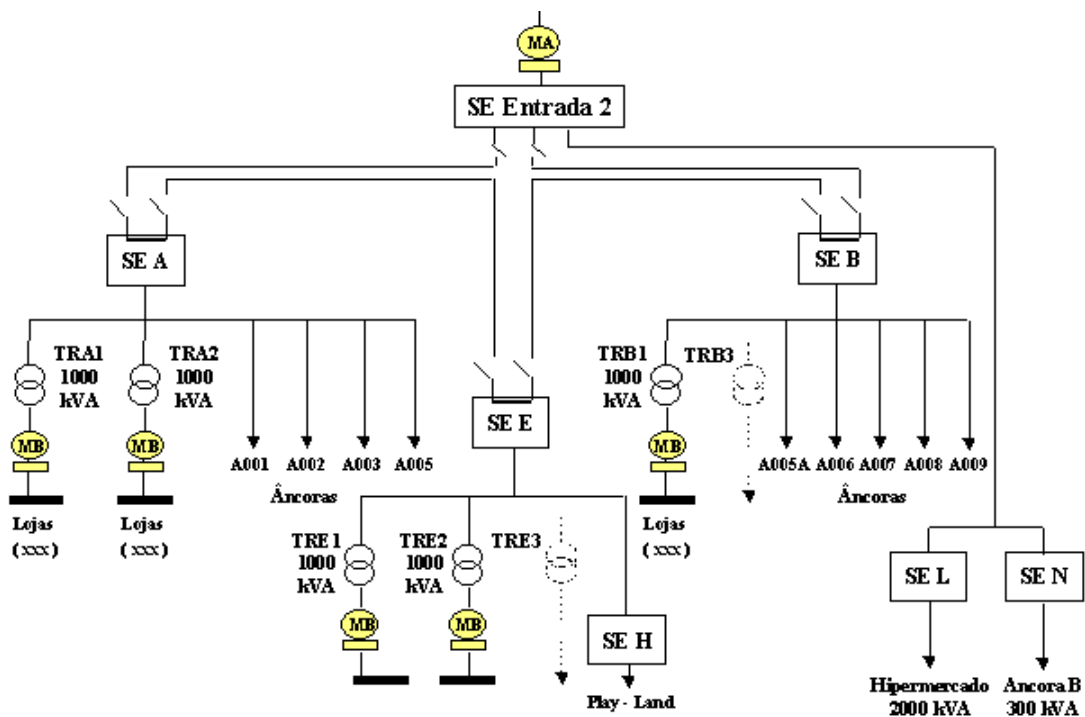 MA
SE Entrada 2
SE A
SE B
TRA1
1000
kVA
TRA2
1000
kVA
TRB1
1000
kVA
TRB3
SE E
MB
MB
MB
A001 A002 A003 A005
A005A A006 A007 A008 A009
Âncoras
Âncoras
Lojas
(xxx)
Lojas
(xxx)
Lojas
(xxx)
TRE1
1000
kVA
TRE2
1000
kVA
TRE3
SE L
SE N
MB
MB
SE H
Play - Land
Hipermercado
2000 kVA
Ancora B
300 kVA